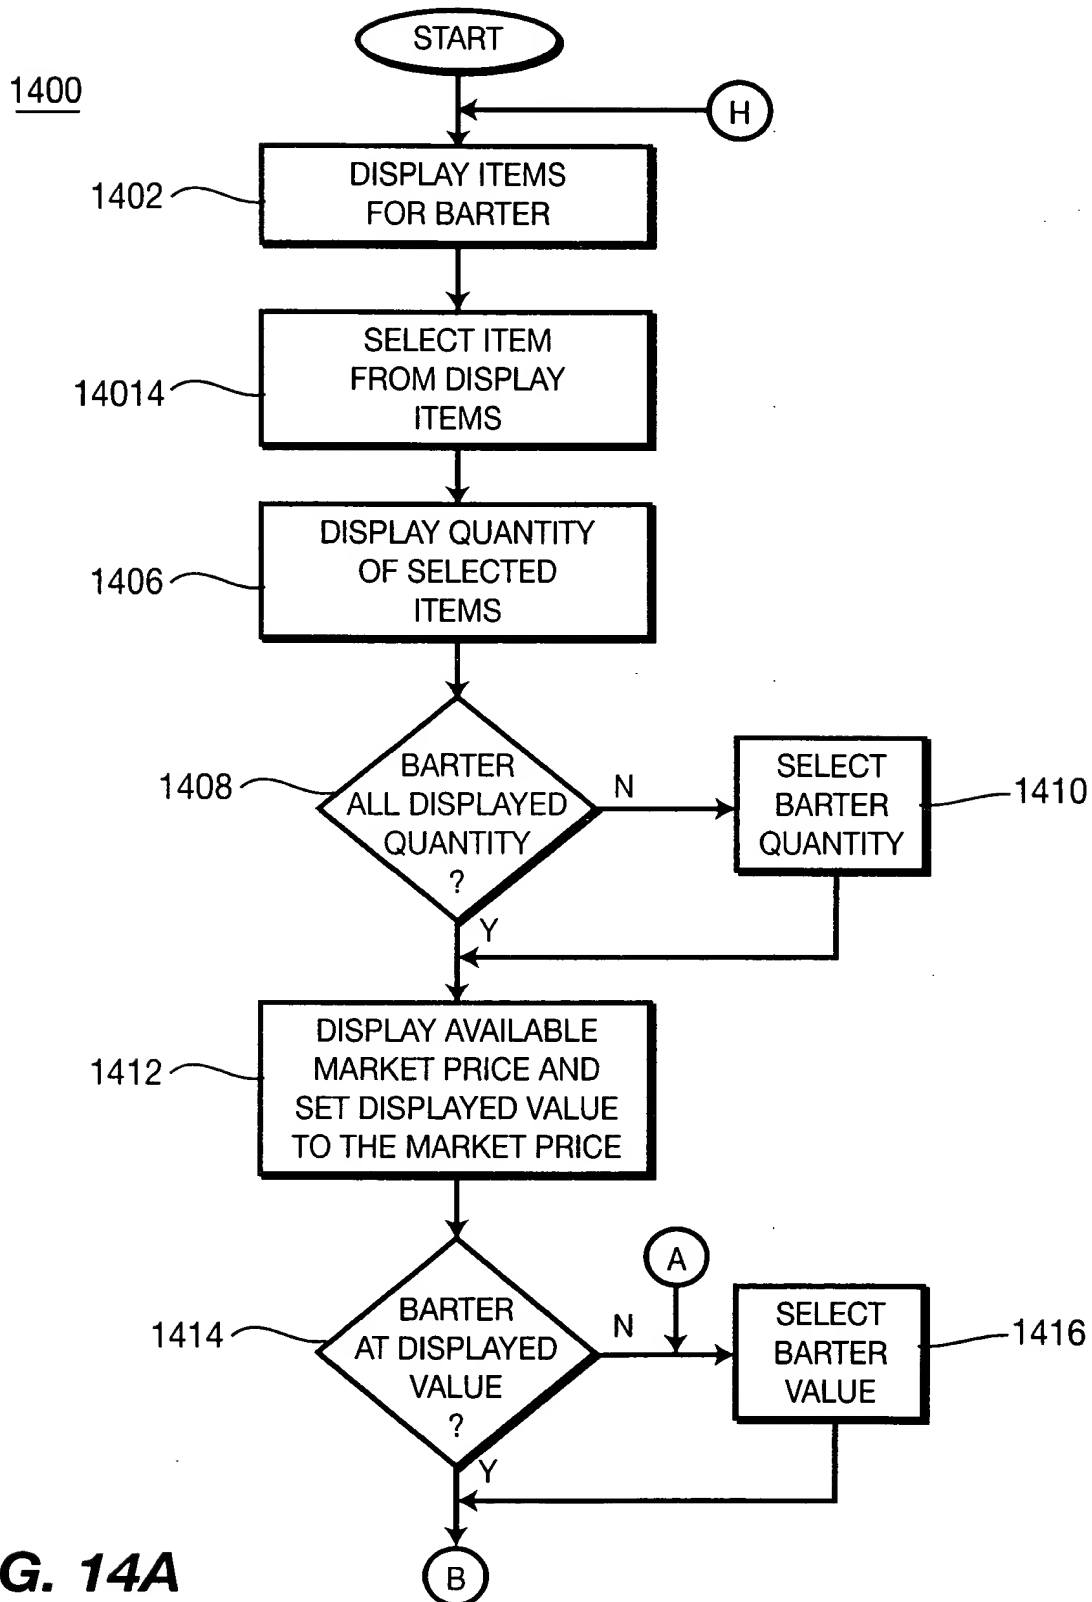 START
1400
H
DISPLAY ITEMS
FOR BARTER
1402
SELECT ITEM
FROM DISPLAY
ITEMS
14014
DISPLAY QUANTITY
OF SELECTED
ITEMS
1406
BARTER
ALL DISPLAYED
QUANTITY
?
1408
N
SELECT
BARTER
QUANTITY
1410
Y
DISPLAY AVAILABLE
MARKET PRICE AND
SET DISPLAYED VALUE
TO THE MARKET PRICE
1412
A
BARTER
AT DISPLAYED
VALUE
?
1414
N
SELECT
BARTER
VALUE
1416
Y
G. 14A
B